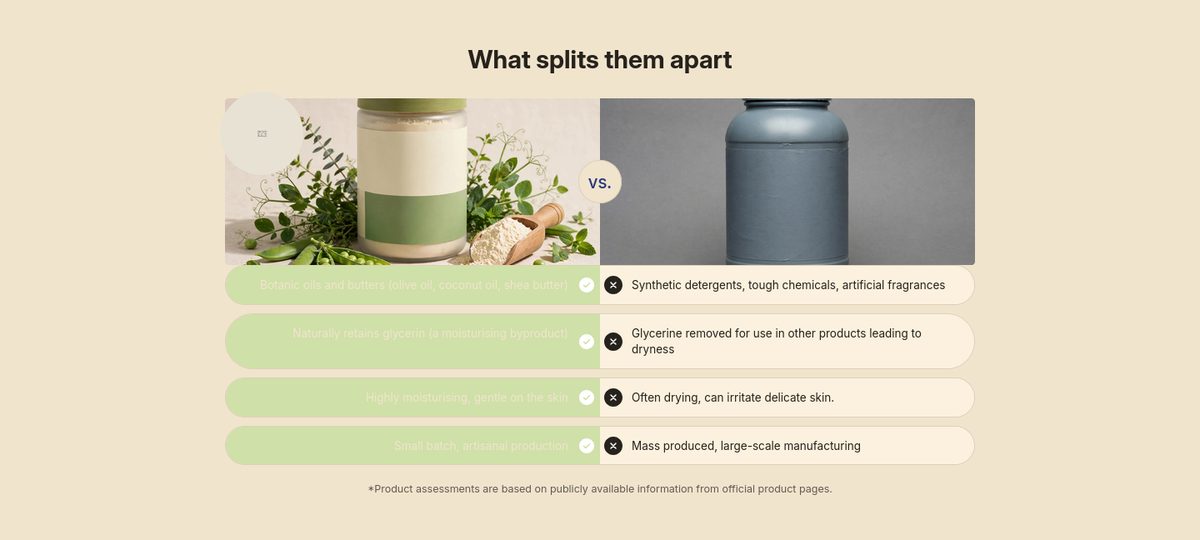 What splits them apart
VS.
Botanic oils and butters (olive oil, coconut oil, shea butter)
Synthetic detergents, tough chemicals, artificial fragrances
Naturally retains glycerin (a moisturising byproduct)
Glycerine removed for use in other products leading to
dryness
Highly moisturising, gentle on the skin
Often drying, can irritate delicate skin.
Small batch, artisanal production
Mass produced, large-scale manufacturing
*Product assessments are based on publicly available information from official product pages.